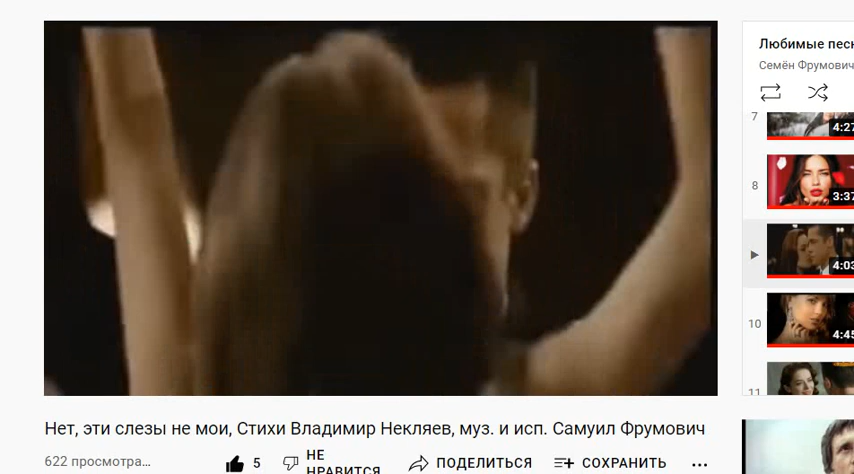 Любимые песн
Семён Фрумович
7
4:27
8
3:37
4:03
10
4:45
11
Нет, эти слезы не мои, Стихи Владимир Некляев, муз. и исп. Самуил Фрумович
622 просмотра...
5
НЕ
НРАВИТСЯ
ПОДЕЛИТЬСЯ
СОХРАНИТЬ